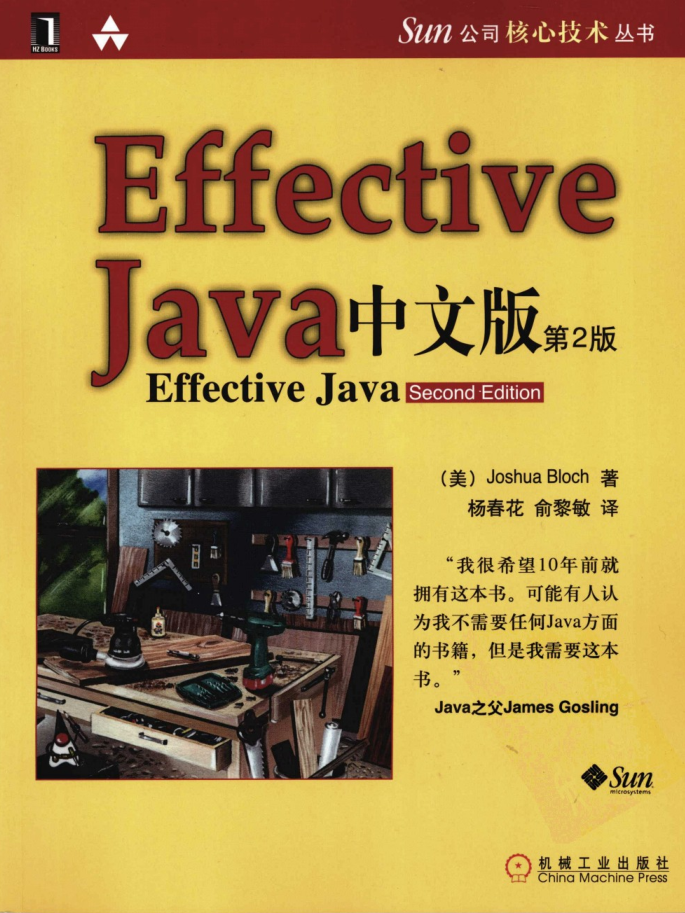 HZ BOOKS
Sun 公司 核心技术 丛书
Effective
Java中文版 第2版
Effective Java Second Edition
（美）Joshua Bloch 著
杨春花 俞黎敏 译
“我很希望10年前就
拥有这本书。可能有人认
为我不需要任何Java方面
的书籍，但是我需要这本
书。”
Java之父James Gosling
Sun
microsystems
机械工业出版社
China Machine Press